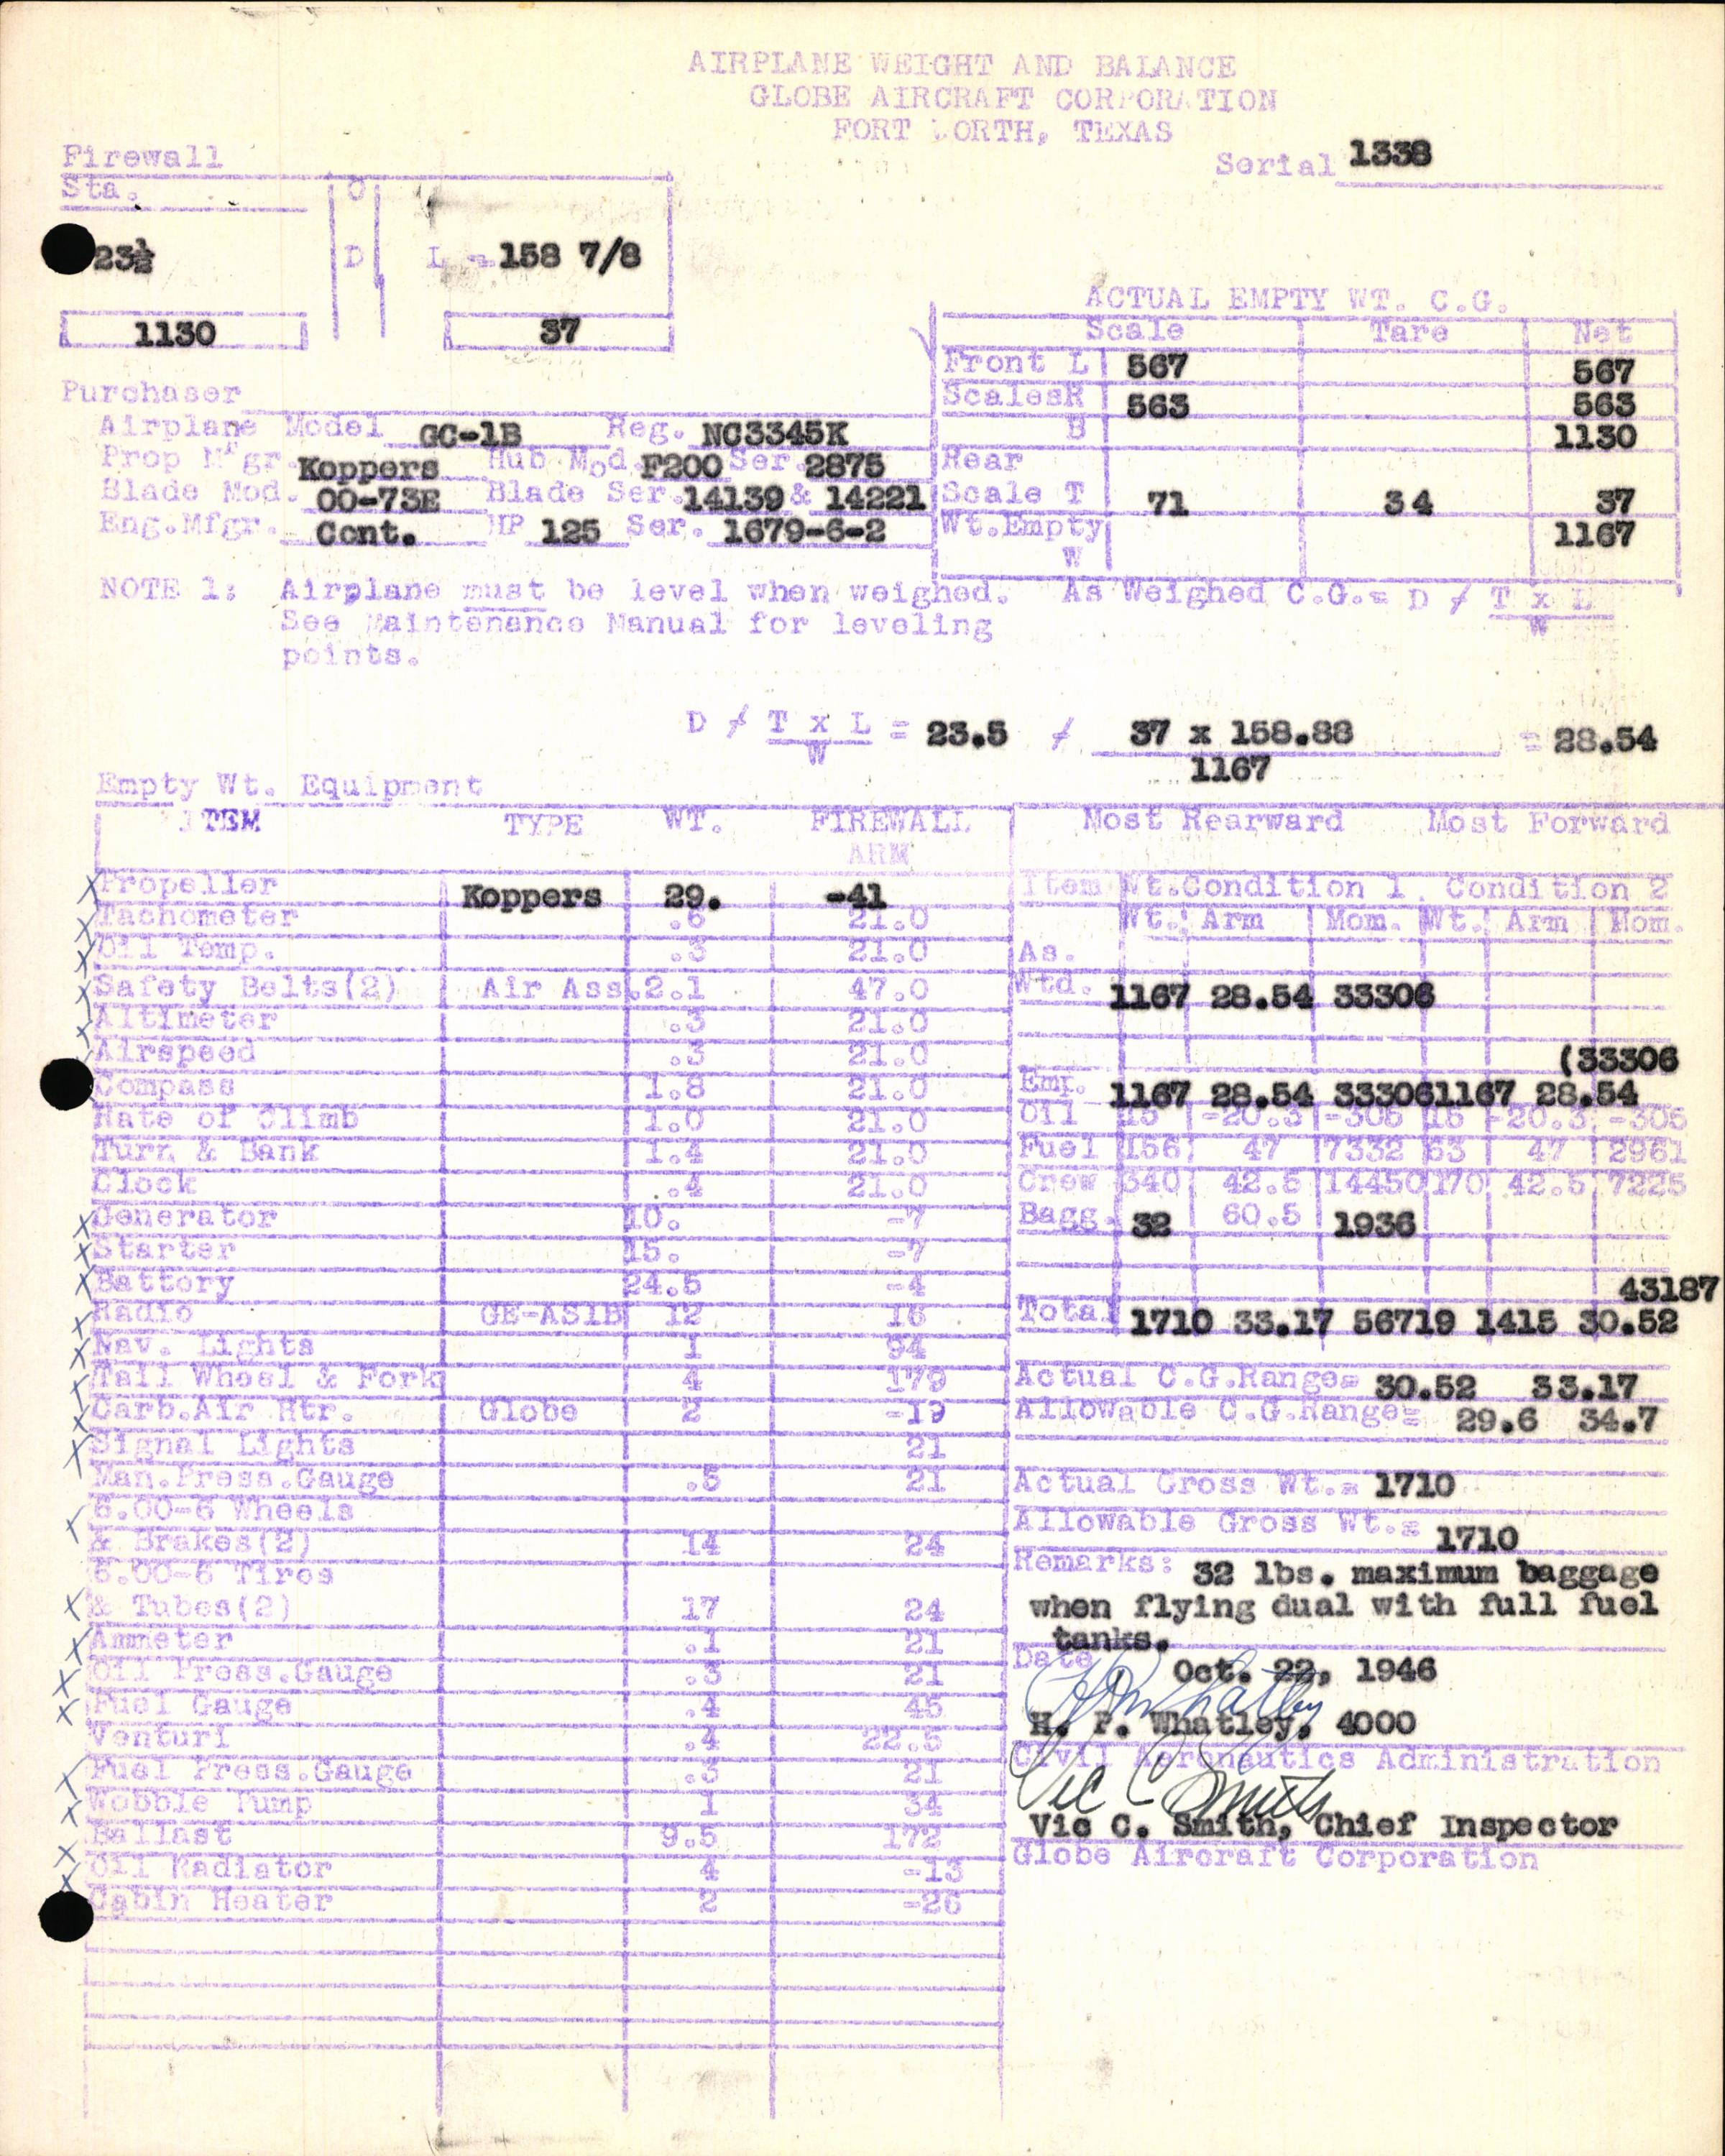 AIRPLANE WEIGHT AND BALANCE
GLOBE AIRCRAFT CORPORATION
FORT WORTH, TEXAS
Serial 1338
Firewall
Sta. O
23½ D L = 158 7/8
1130 37
ACTUAL EMPTY WT. C.G.
Scale Tare Net
Front L 567 567
Scales R 563 563
B 1130
Rear
Scale T 71 34 37
Wt.Empty 1167
W
Purchaser
Airplane Model GC-1B Reg. NC3345K
Prop Mfgr. Koppers Hub Mod. F200 Ser. 2875
Blade Mod. 00-73E Blade Ser. 14139 & 14221
Eng.Mfgr. Cont. HP 125 Ser. 1679-6-2
NOTE 1: Airplane must be level when weighed. As Weighed C.G.= D / T x L
See Maintenance Manual for leveling W
points.
D / T x L = 23.5 / 37 x 158.88 = 28.54
W 1167
Empty Wt. Equipment
ITEM TYPE WT. FIREWALL
ARM
Propeller Koppers 29. -41
Tachometer .6 21.0
Oil Temp. .3 21.0
Safety Belts(2) Air Ass. 2.1 47.0
Altimeter .3 21.0
Airspeed .3 21.0
Compass 1.8 21.0
Rate of Climb 1.0 21.0
Turn & Bank 1.4 21.0
Clock .4 21.0
Generator 10. -7
Starter 15. -7
Battery 24.5 -4
Radio GE-AS1B 12 16
Nav. Lights 1 94
Tail Wheel & Fork 4 179
Carb.Air Htr. Globe 2 -19
Signal Lights 21
Man.Press.Gauge .5 21
6.00-6 Wheels
& Brakes(2) 14 24
6.00-6 Tires
& Tubes(2) 17 24
Ammeter .1 21
Oil Press.Gauge .3 21
Fuel Gauge .4 45
Venturi .4 22.5
Fuel Press.Gauge .3 21
Wobble Pump 1 34
Ballast 9.5 172
Oil Radiator 4 -13
Cabin Heater 2 -26
Most Rearward Most Forward
Item Wt.Condition 1 Condition 2
Wt. Arm Mom. Wt. Arm Mom.
As.
Wtd. 1167 28.54 33306
(33306
Emp. 1167 28.54 33306 1167 28.54
Oil 15 -20.3 -305 15 -20.3 -305
Fuel 156 47 7332 63 47 2961
Crew 340 42.5 14450 170 42.5 7225
Bagg. 32 60.5 1936
43187
Total 1710 33.17 56719 1415 30.52
Actual C.G.Range= 30.52 33.17
Allowable C.G.Range= 29.6 34.7
Actual Gross Wt.= 1710
Allowable Gross Wt.= 1710
Remarks: 32 lbs. maximum baggage
when flying dual with full fuel
tanks.
Date Oct. 22, 1946
H. F. Whatley, 4000
Civil Aeronautics Administration
Vic C Smith
Vic C. Smith, Chief Inspector
Globe Aircraft Corporation